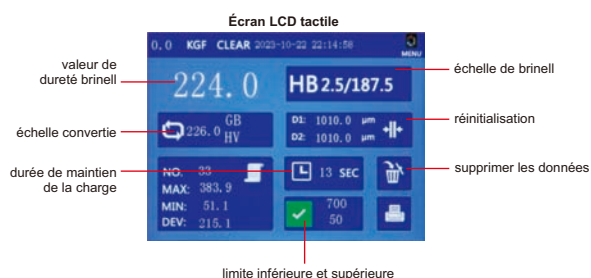 Écran LCD tactile
0.0 KGF CLEAR 2023-10-22 22:14:58
MENU
valeur de
dureté brinell
224.0
HB 2.5/187.5
échelle de brinell
échelle convertie
226.0 GB
HV
D1: 1010.0 µm
D2: 1010.0 µm
réinitialisation
durée de maintien
de la charge
NO. 33
MAX: 383.9
MIN: 51.1
DEV: 215.1
13 SEC
supprimer les données
700
50
limite inférieure et supérieure